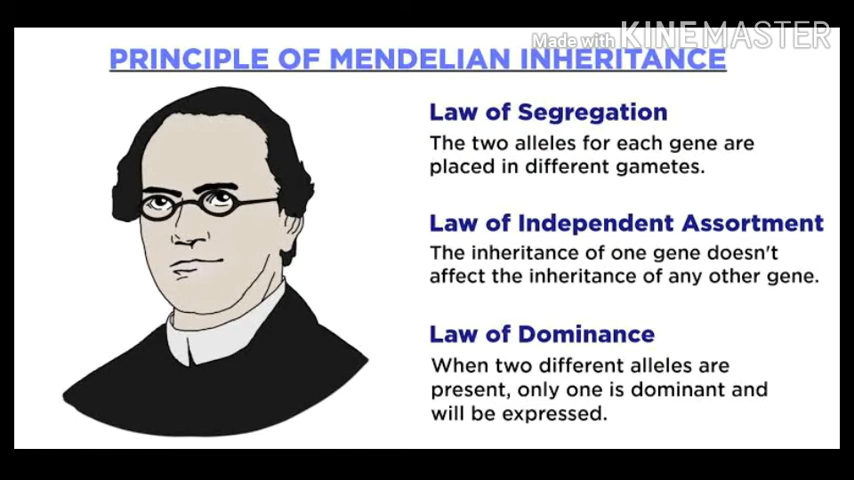 Made with KINEMASTER
PRINCIPLE OF MENDELIAN INHERITANCE
Law of Segregation
The two alleles for each gene are
placed in different gametes.
Law of Independent Assortment
The inheritance of one gene doesn't
affect the inheritance of any other gene.
Law of Dominance
When two different alleles are
present, only one is dominant and
will be expressed.